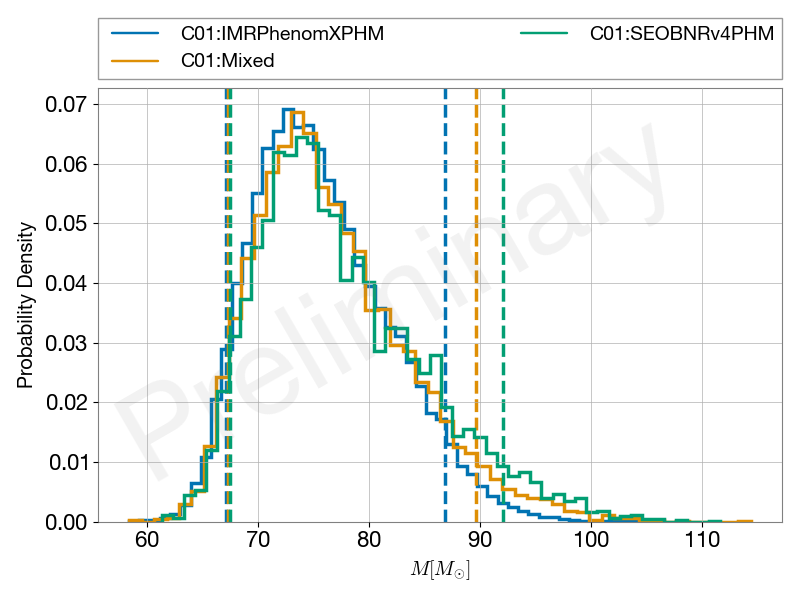 C01:IMRPhenomXPHM
C01:Mixed
C01:SEOBNRv4PHM
0.07
0.06
0.05
0.04
0.03
0.02
0.01
0.00
Probability Density
Preliminary
60 70 80 90 100 110
M[M⊙]